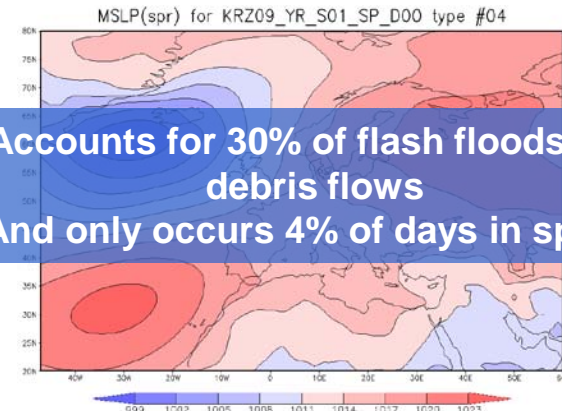 MSLP(spr) for KRZ09_YR_S01_SP_D00 type #04
80N
75N
70N
Accounts for 30% of flash floods
debris flows
And only occurs 4% of days in
35N
30N
25N
20N
40W 30W 20W 10W 0 10E 20E 30E 40E 50E
999 1002 1005 1008 1011 1014 1017 1020 1023